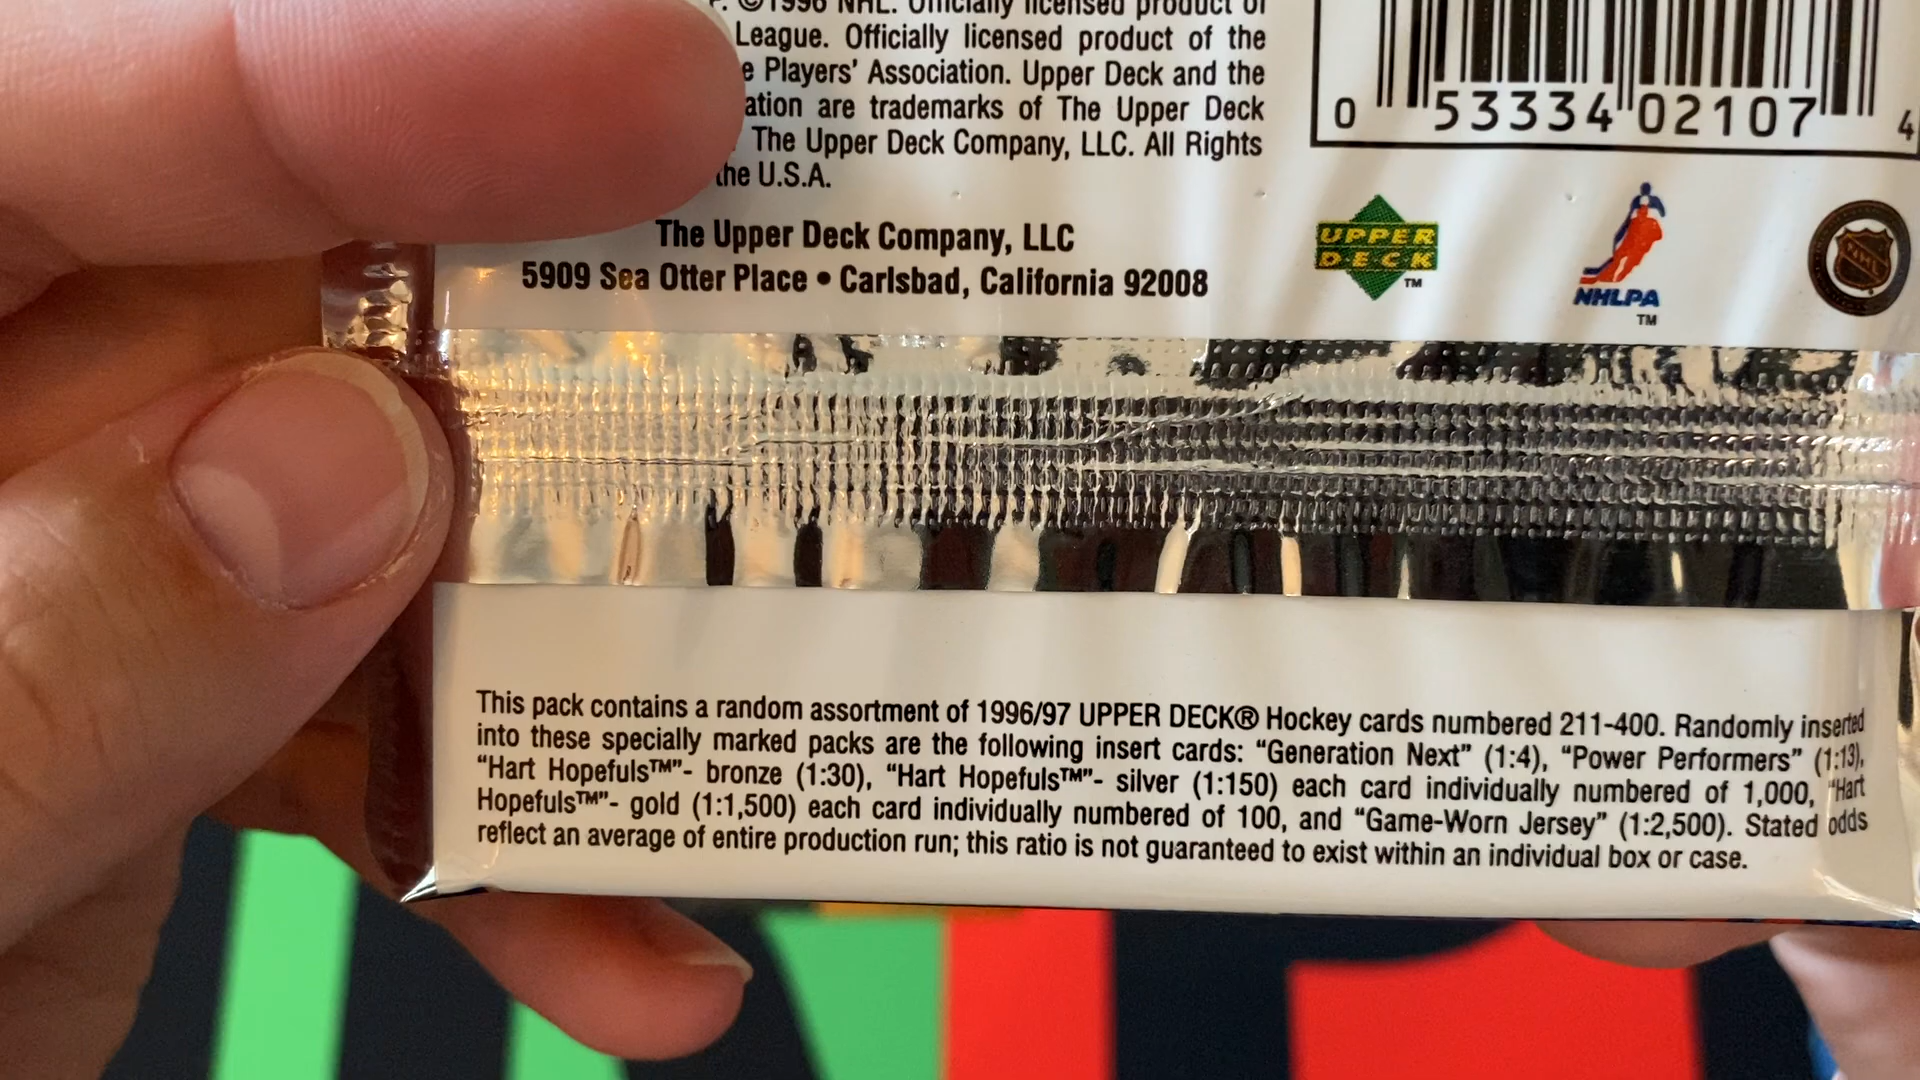 ©1996 NHL. Officially licensed product of
League. Officially licensed product of the
Players' Association. Upper Deck and the
are trademarks of The Upper Deck
The Upper Deck Company, LLC. All Rights
the U.S.A.
The Upper Deck Company, LLC
5909 Sea Otter Place • Carlsbad, California 92008
0 53334 02107 4
UPPER
DECK
TM
NHLPA
TM
NHL
This pack contains a random assortment of 1996/97 UPPER DECK® Hockey cards numbered 211-400. Randomly inserted
into these specially marked packs are the following insert cards: “Generation Next” (1:4), “Power Performers” (1:13),
“Hart Hopefuls™”- bronze (1:30), “Hart Hopefuls™”- silver (1:150) each card individually numbered of 1,000, “Hart
Hopefuls™”- gold (1:1,500) each card individually numbered of 100, and “Game-Worn Jersey” (1:2,500). Stated odds
reflect an average of entire production run; this ratio is not guaranteed to exist within an individual box or case.